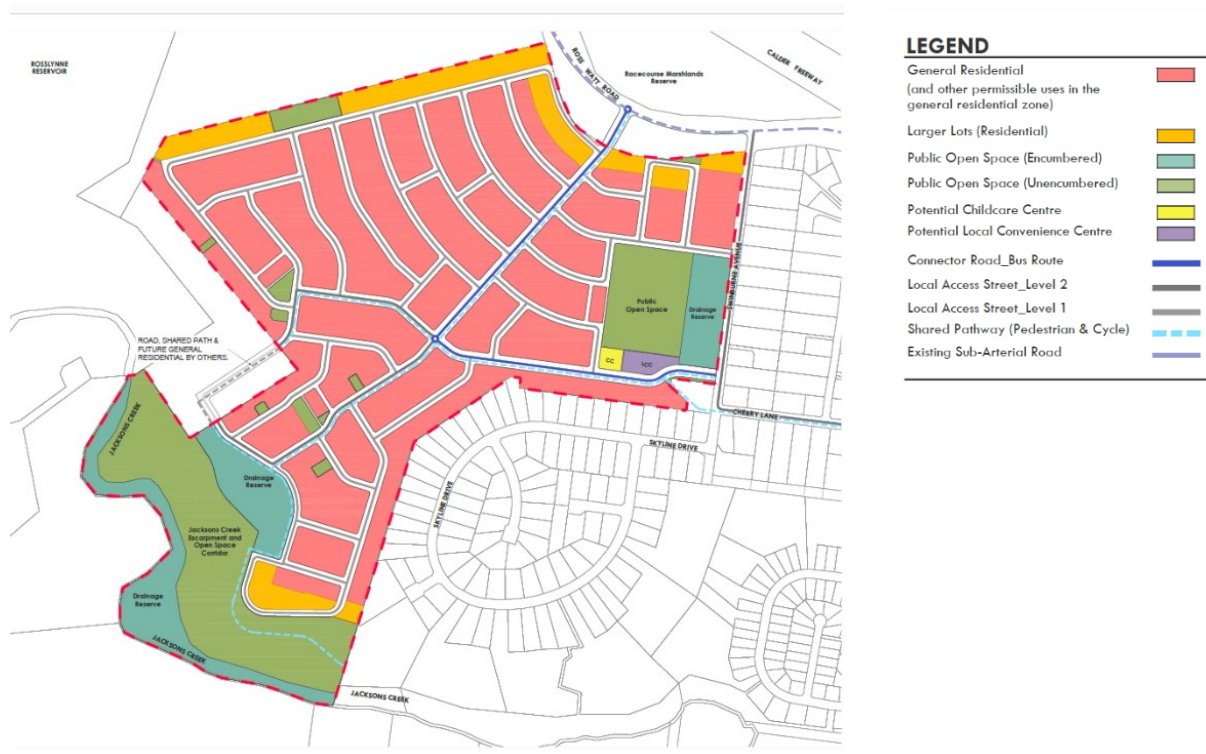 ROSSLYNNE
RESERVOIR
ROSS WATT ROAD
Racecourse Marshlands
Reserve
CALDER FREEWAY
SWINBURNE AVENUE
Public
Open Space
Drainage
Reserve
CC
LCC
ROAD, SHARED PATH &
FUTURE GENERAL
RESIDENTIAL BY OTHERS.
CHERRY LANE
SKYLINE DRIVE
SKYLINE DRIVE
JACKSONS CREEK
Drainage
Reserve
Jacksons Creek
Escarpment and
Open Space
Corridor
Drainage
Reserve
JACKSONS CREEK
JACKSONS CREEK
LEGEND
General Residential
(and other permissible uses in the
general residential zone)
Larger Lots (Residential)
Public Open Space (Encumbered)
Public Open Space (Unencumbered)
Potential Childcare Centre
Potential Local Convenience Centre
Connector Road_Bus Route
Local Access Street_Level 2
Local Access Street_Level 1
Shared Pathway (Pedestrian & Cycle)
Existing Sub-Arterial Road